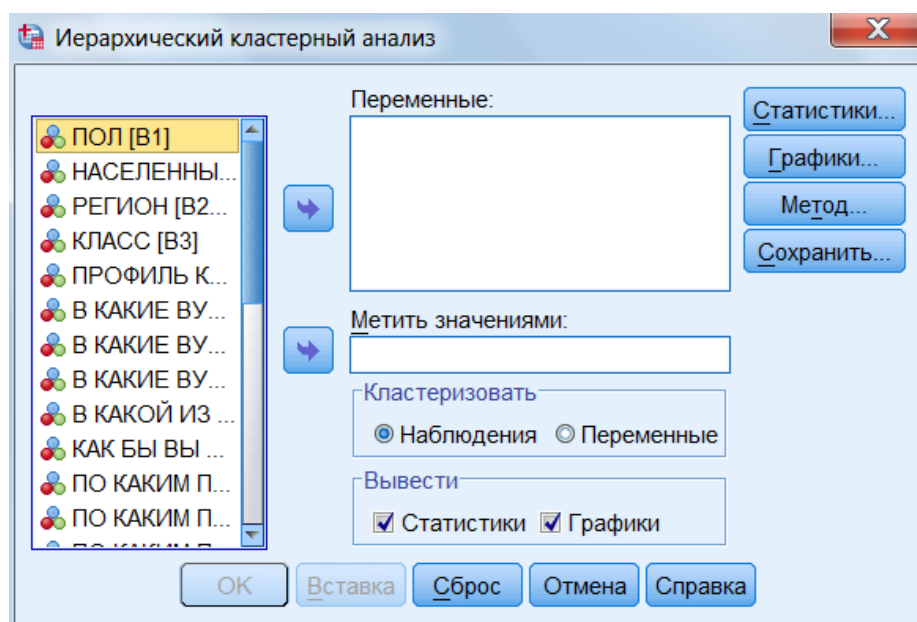 Иерархический кластерный анализ
Переменные:
ПОЛ [B1]
НАСЕЛЕННЫ...
РЕГИОН [B2...
КЛАСС [B3]
ПРОФИЛЬ К...
В КАКИЕ ВУ...
В КАКИЕ ВУ...
В КАКИЕ ВУ...
В КАКОЙ ИЗ ...
КАК БЫ ВЫ ...
ПО КАКИМ П...
ПО КАКИМ П...
Статистики...
Графики...
Метод...
Сохранить...
Метить значениями:
Кластеризовать
Наблюдения Переменные
Вывести
Статистики Графики
OK Вставка Сброс Отмена Справка